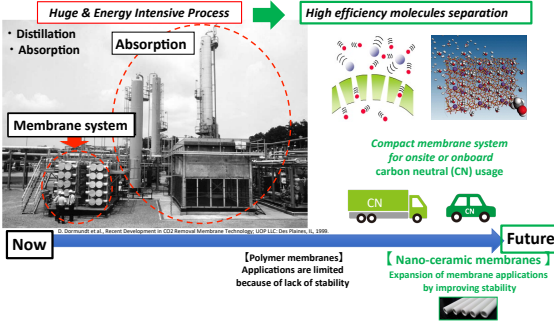 Huge & Energy Intensive Process
High efficiency molecules separation
・ Distillation
・ Absorption
Absorption
Membrane system
Compact membrane system
for onsite or onboard
carbon neutral (CN) usage
CN
CN
D. Dormundt et al., Recent Development in CO2 Removal Membrane Technology; UOP LLC: Des Plaines, IL, 1999.
Now
Future
【Polymer membranes】
Applications are limited
because of lack of stability
【 Nano-ceramic membranes 】
Expansion of membrane applications
by improving stability